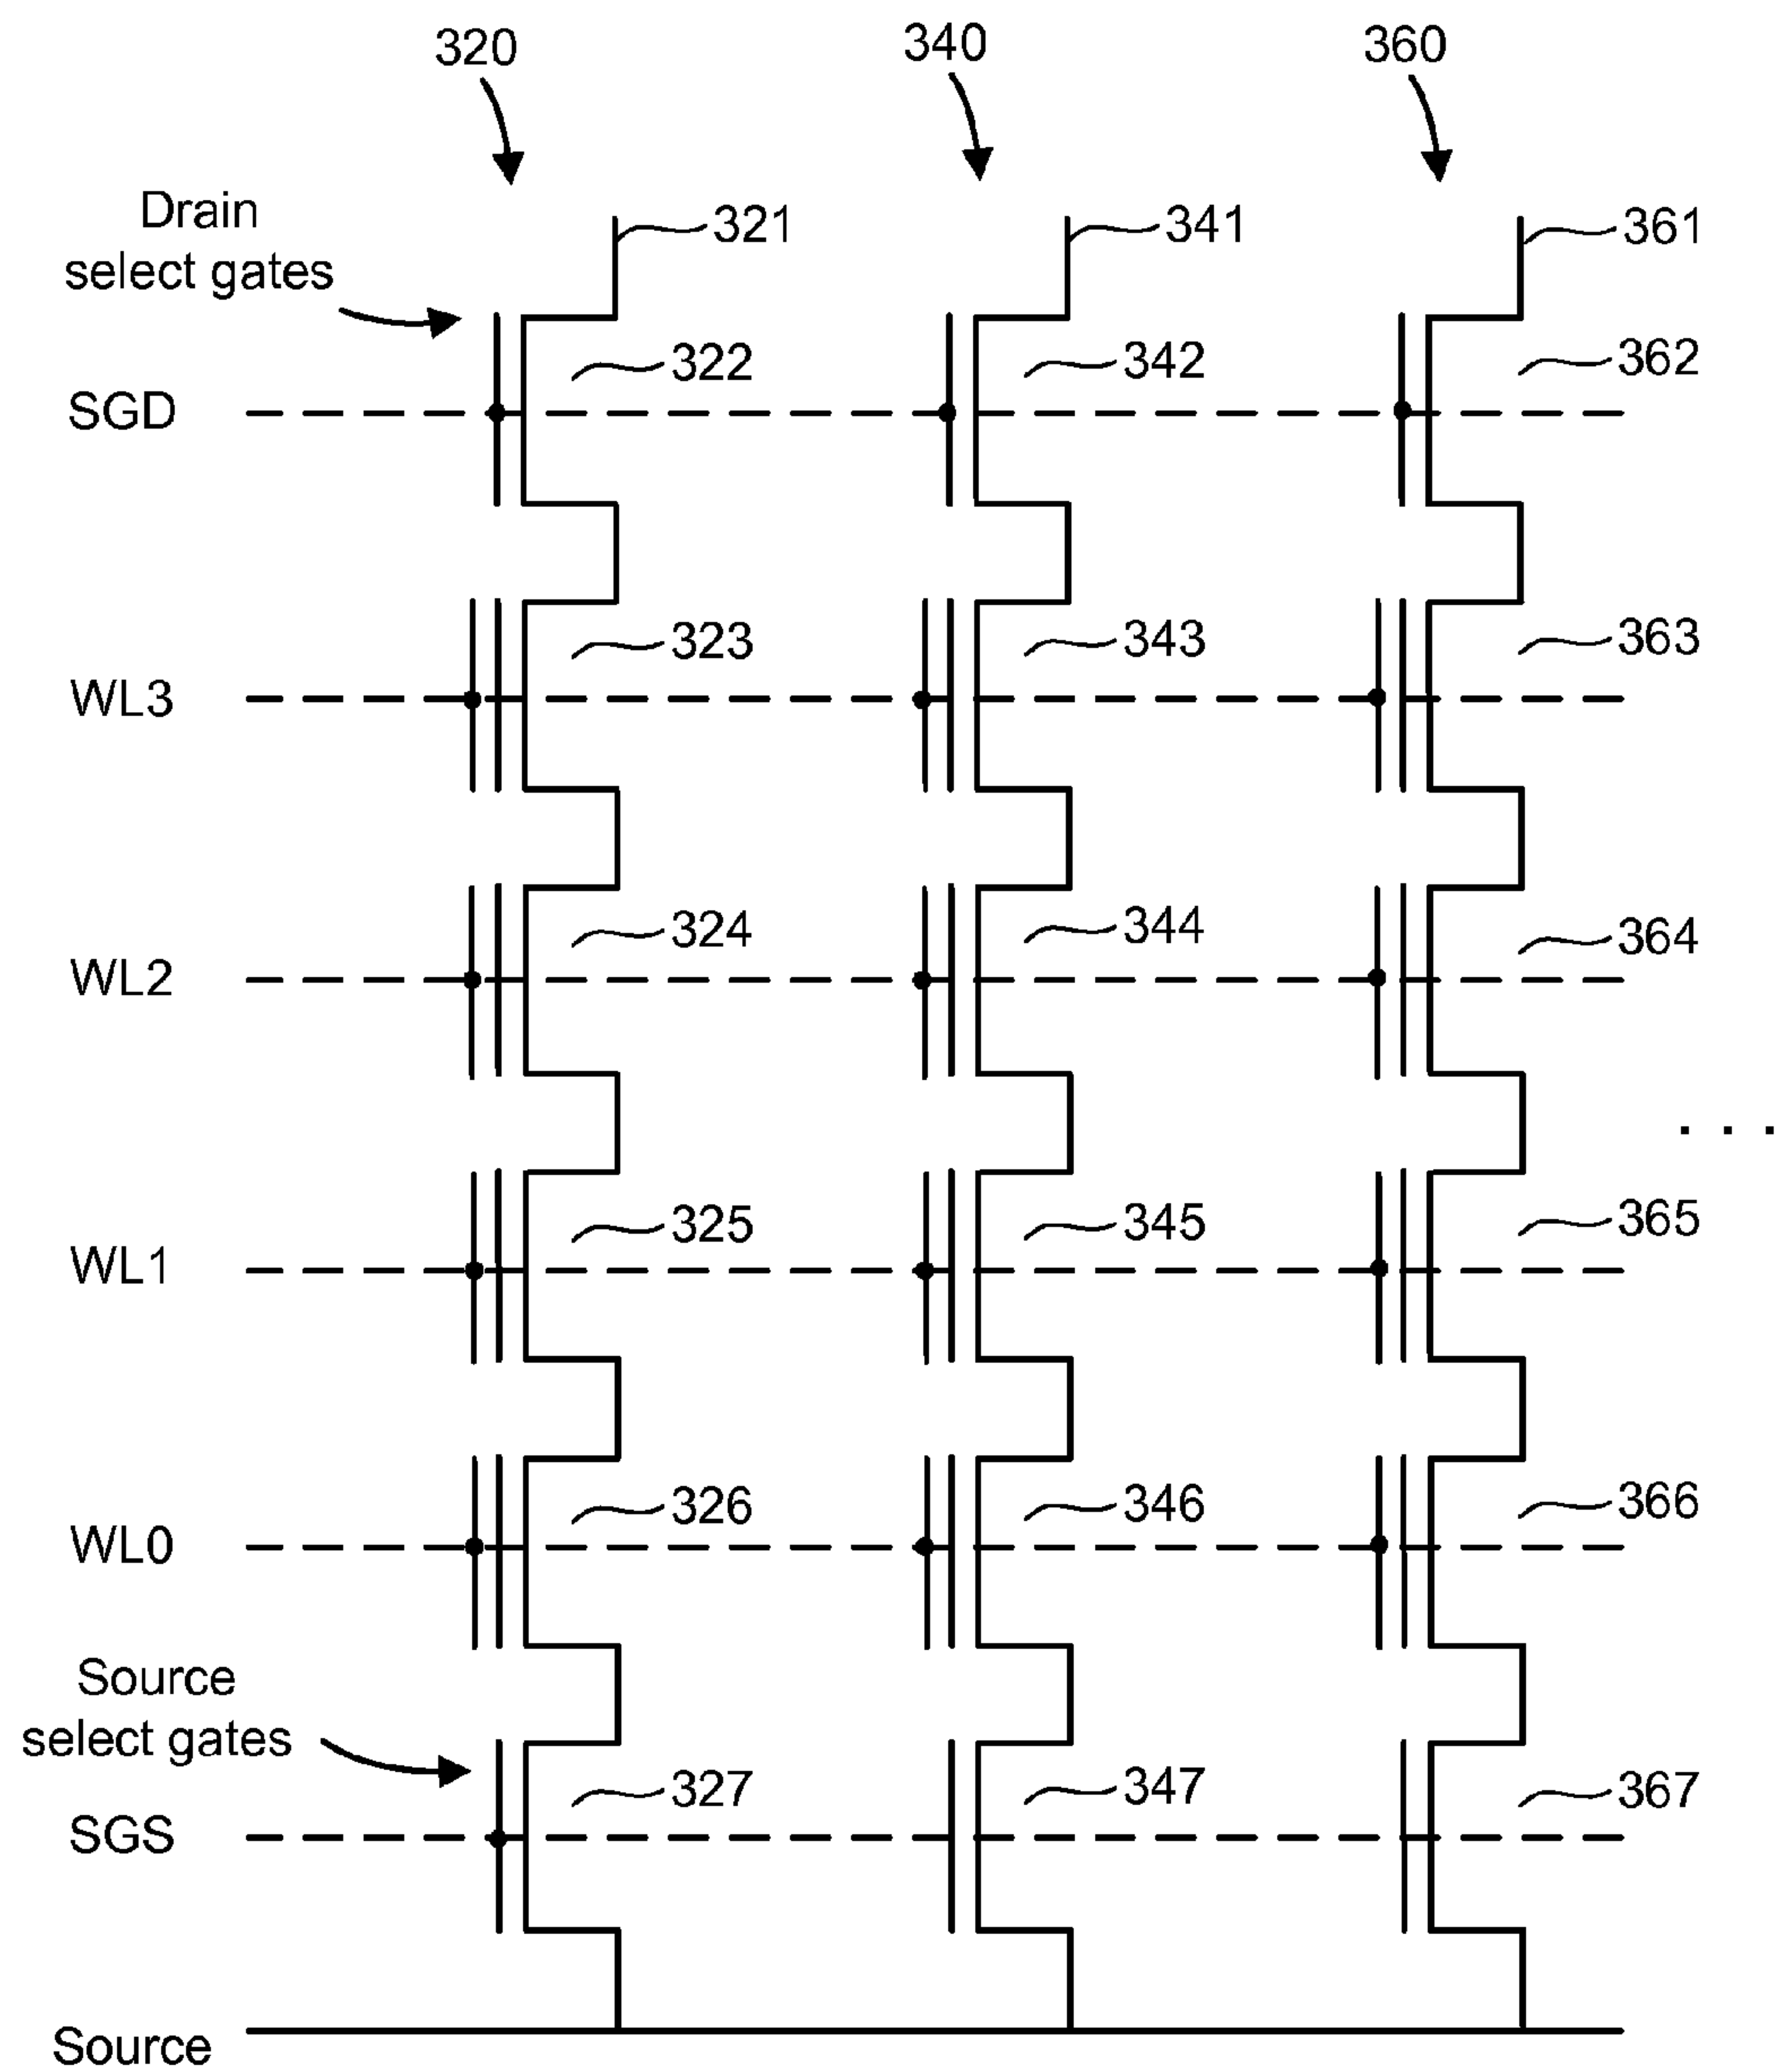 320 340 360
Drain
select gates
321 341 361
322 342 362
SGD
323 343 363
WL3
324 344 364
WL2
. . .
325 345 365
WL1
326 346 366
WL0
Source
select gates
327 347 367
SGS
Source